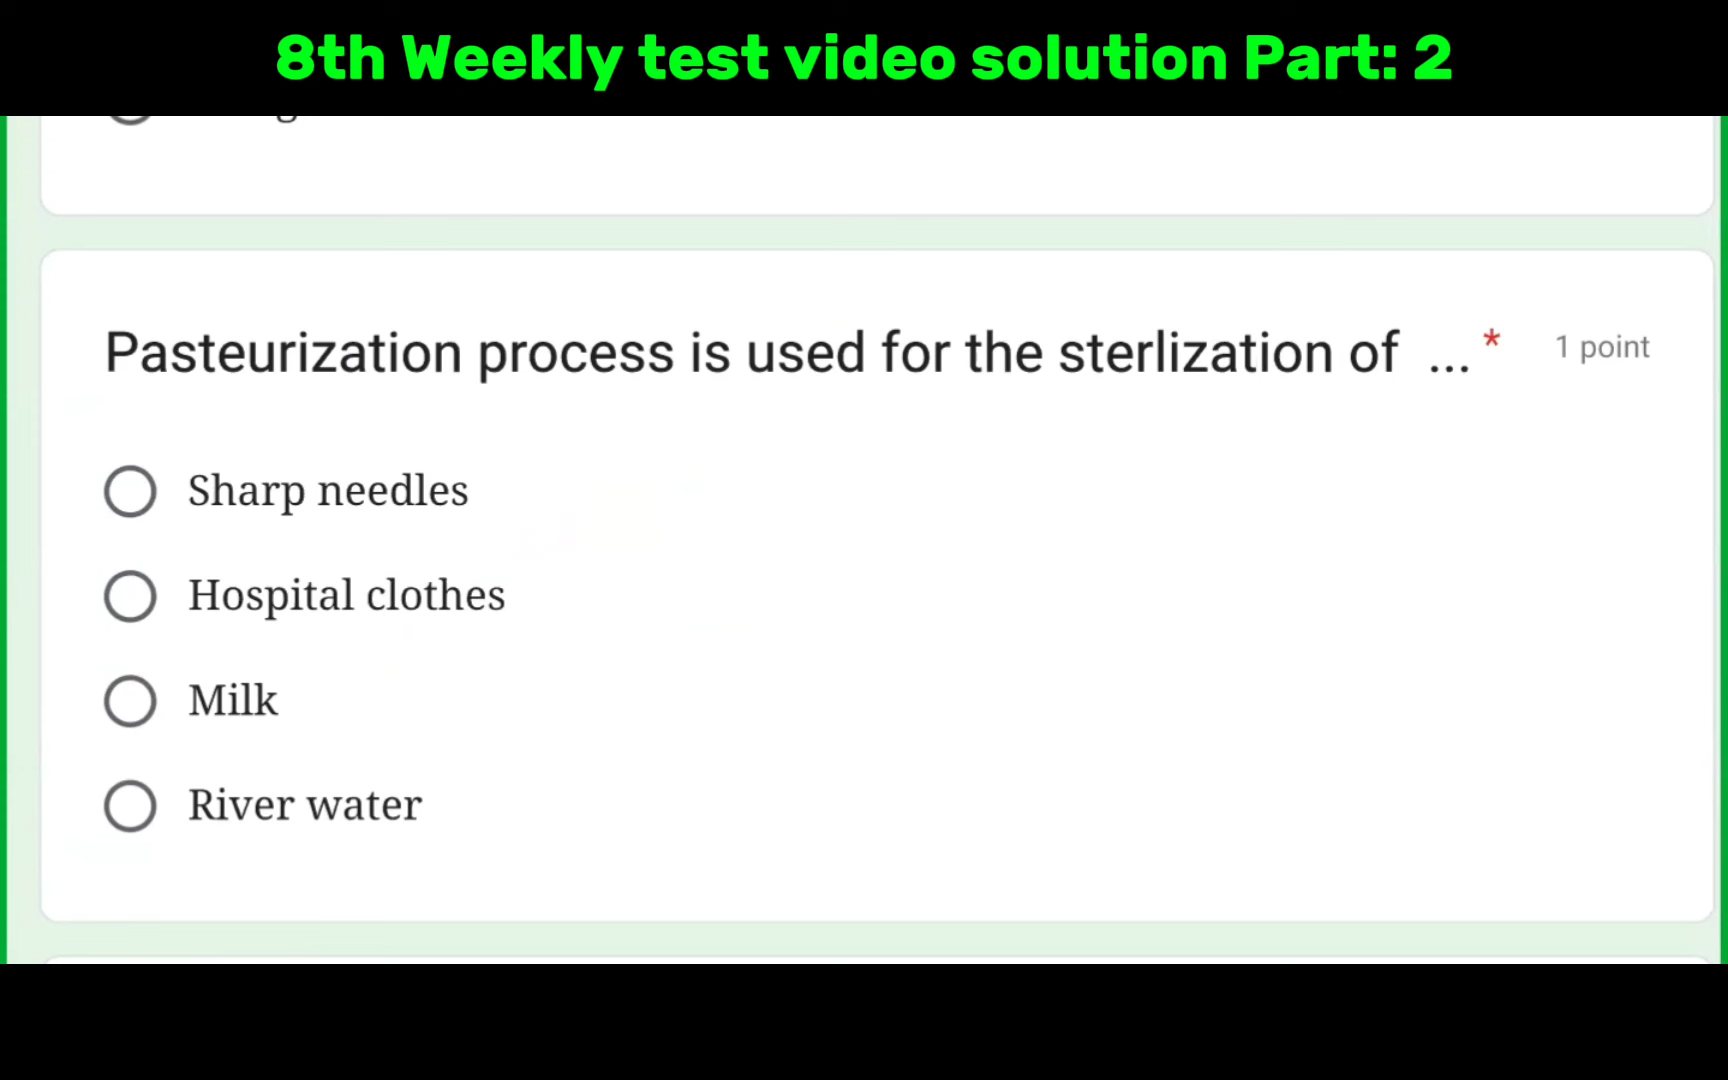 8th Weekly test video solution Part: 2
Pasteurization process is used for the sterlization of ... * 1 point
Sharp needles
Hospital clothes
Milk
River water